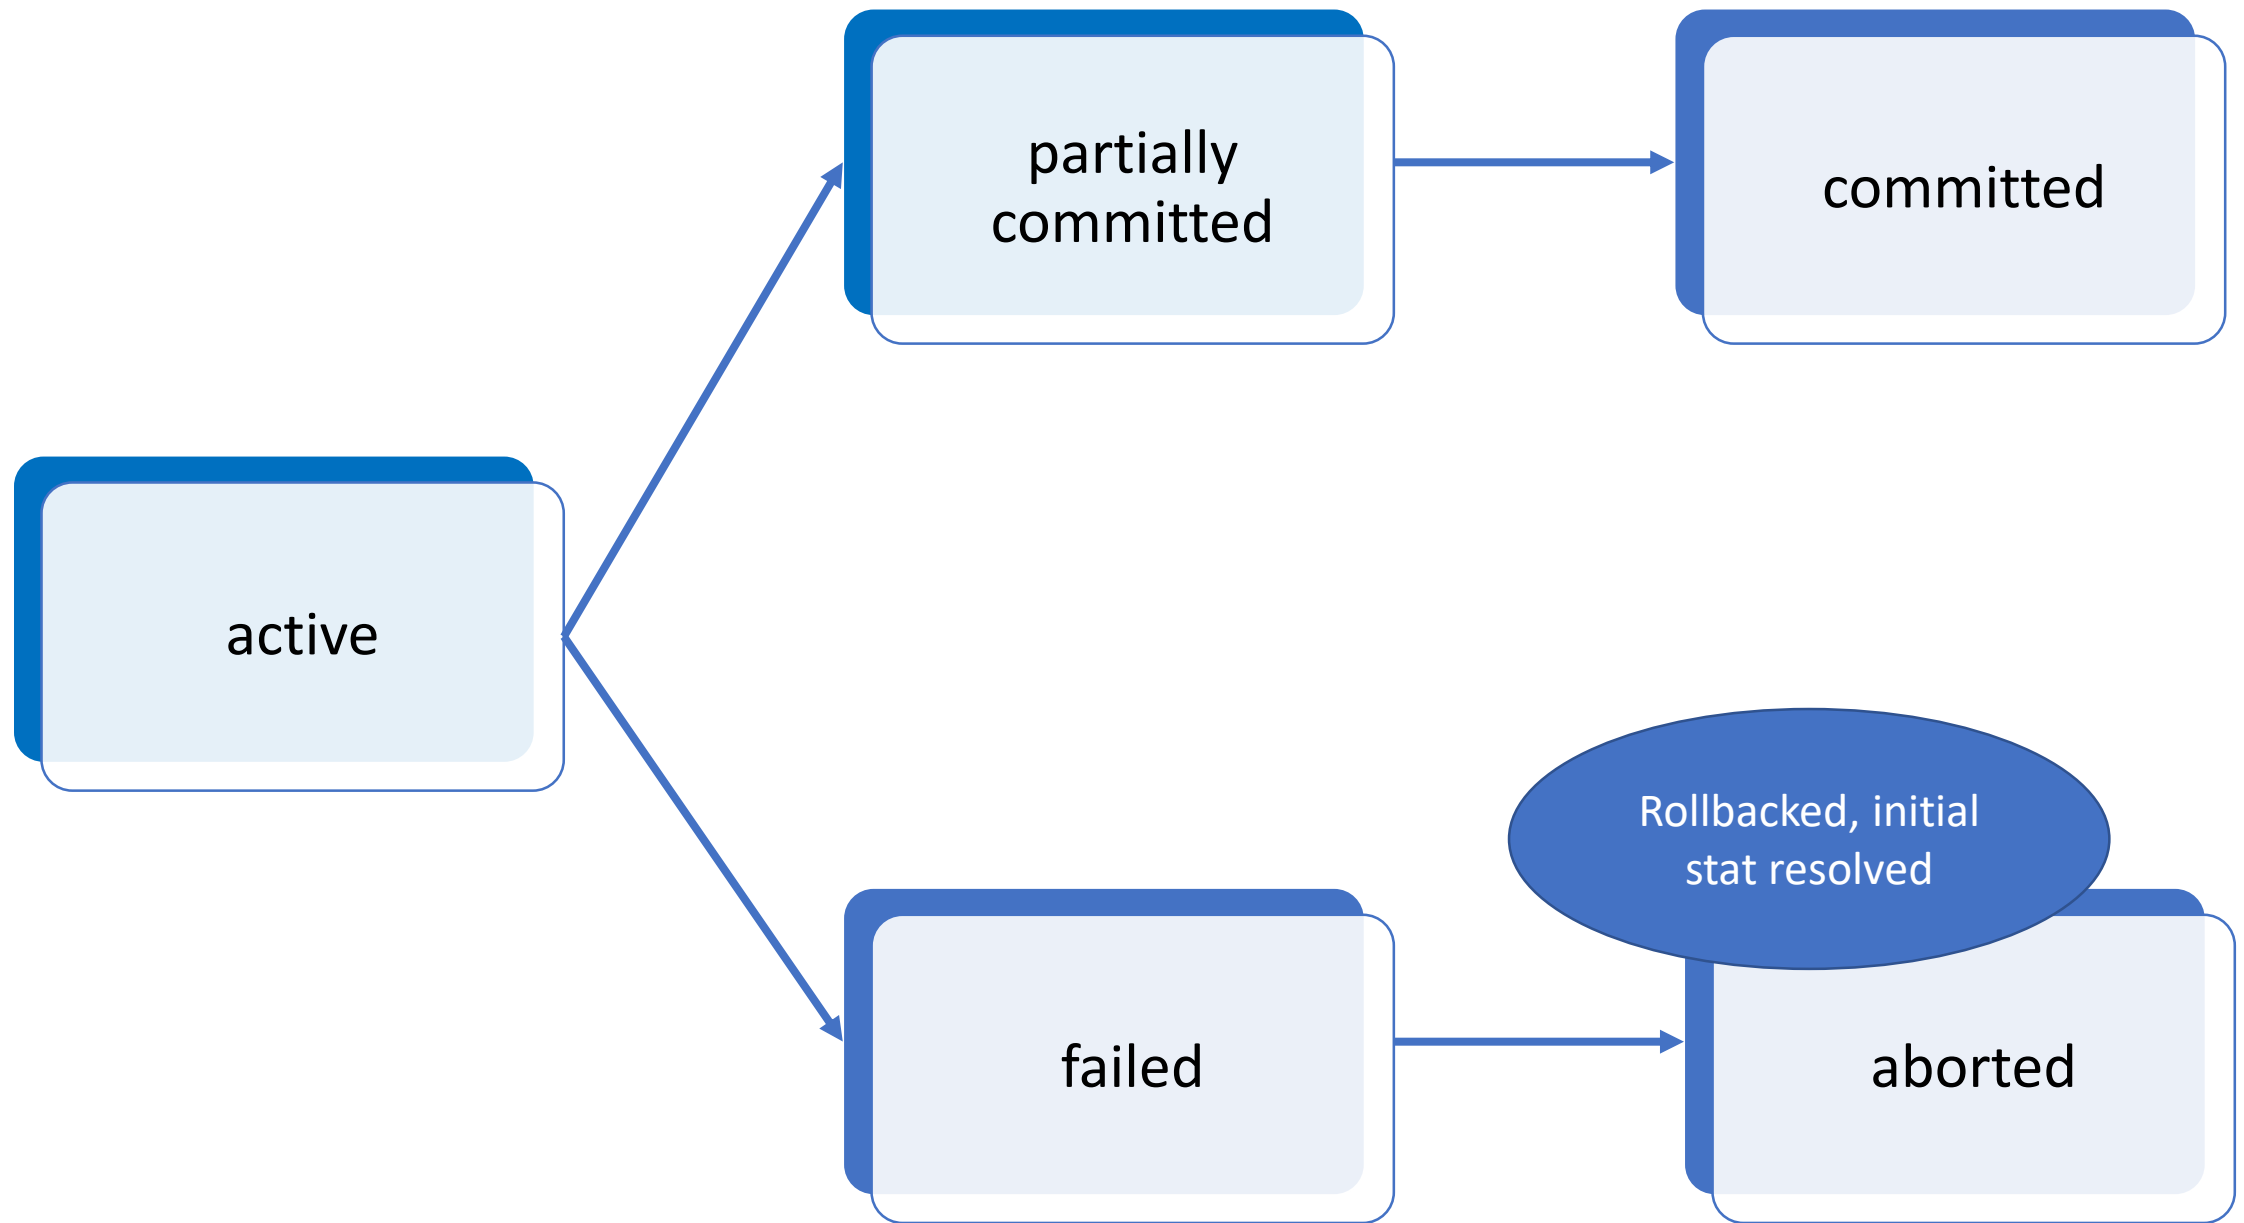 partially
committed
committed
active
Rollbacked, initial
stat resolved
failed
aborted